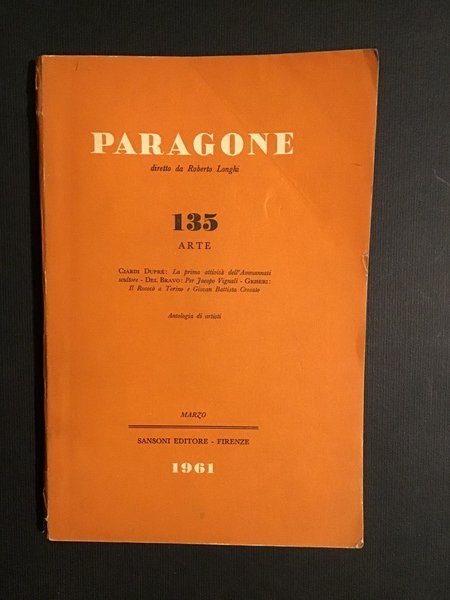 PARAGONE
diretto da Roberto Longhi
135
ARTE
CIARDI DUPRÉ: La prima attività dell'Ammannati
scultore - DEL BRAVO: Per Jacopo Vignali - GRISERI:
Il Rococò a Torino e Giovan Battista Crosato
Antologia di artisti
MARZO
SANSONI EDITORE - FIRENZE
1961